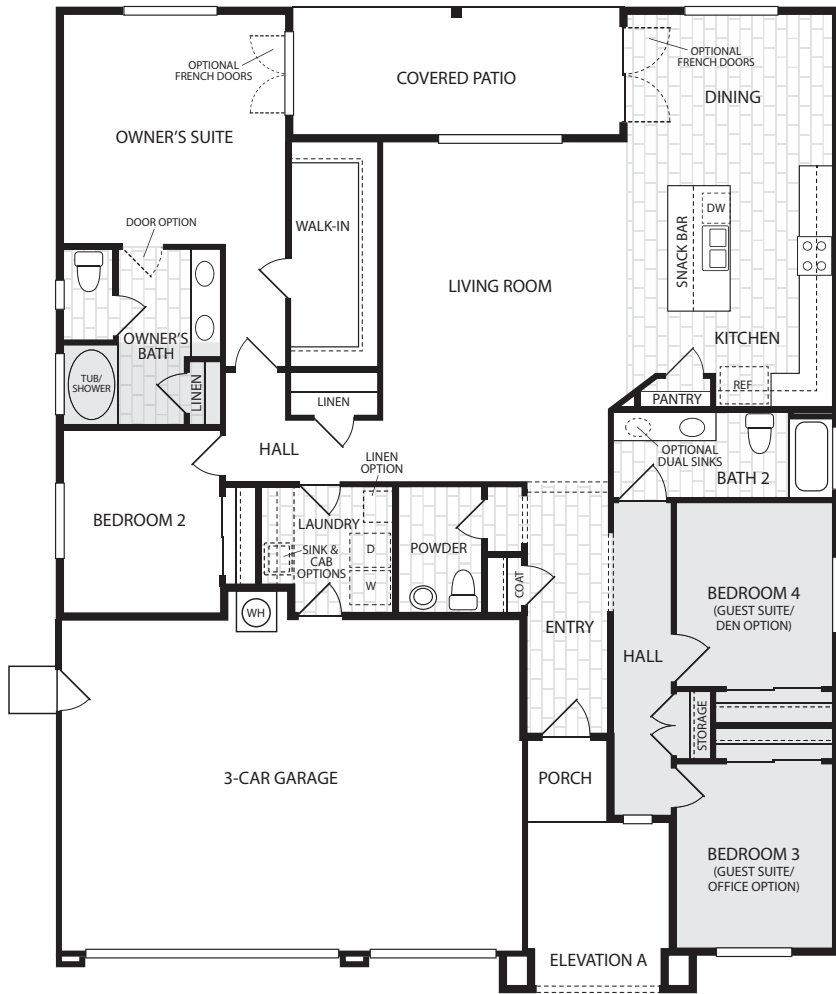 OPTIONAL
FRENCH DOORS
COVERED PATIO
OPTIONAL
FRENCH DOORS
DINING
OWNER'S SUITE
DOOR OPTION
WALK-IN
SNACK BAR
DW
LIVING ROOM
KITCHEN
OWNER'S
BATH
TUB/
SHOWER
LINEN
LINEN
PANTRY
REF
HALL
LINEN
OPTION
OPTIONAL
DUAL SINKS
BATH 2
BEDROOM 2
LAUNDRY
SINK &
CAB
OPTIONS
D
W
POWDER
COAT
WH
ENTRY
HALL
BEDROOM 4
(GUEST SUITE/
DEN OPTION)
STORAGE
3-CAR GARAGE
PORCH
BEDROOM 3
(GUEST SUITE/
OFFICE OPTION)
ELEVATION A